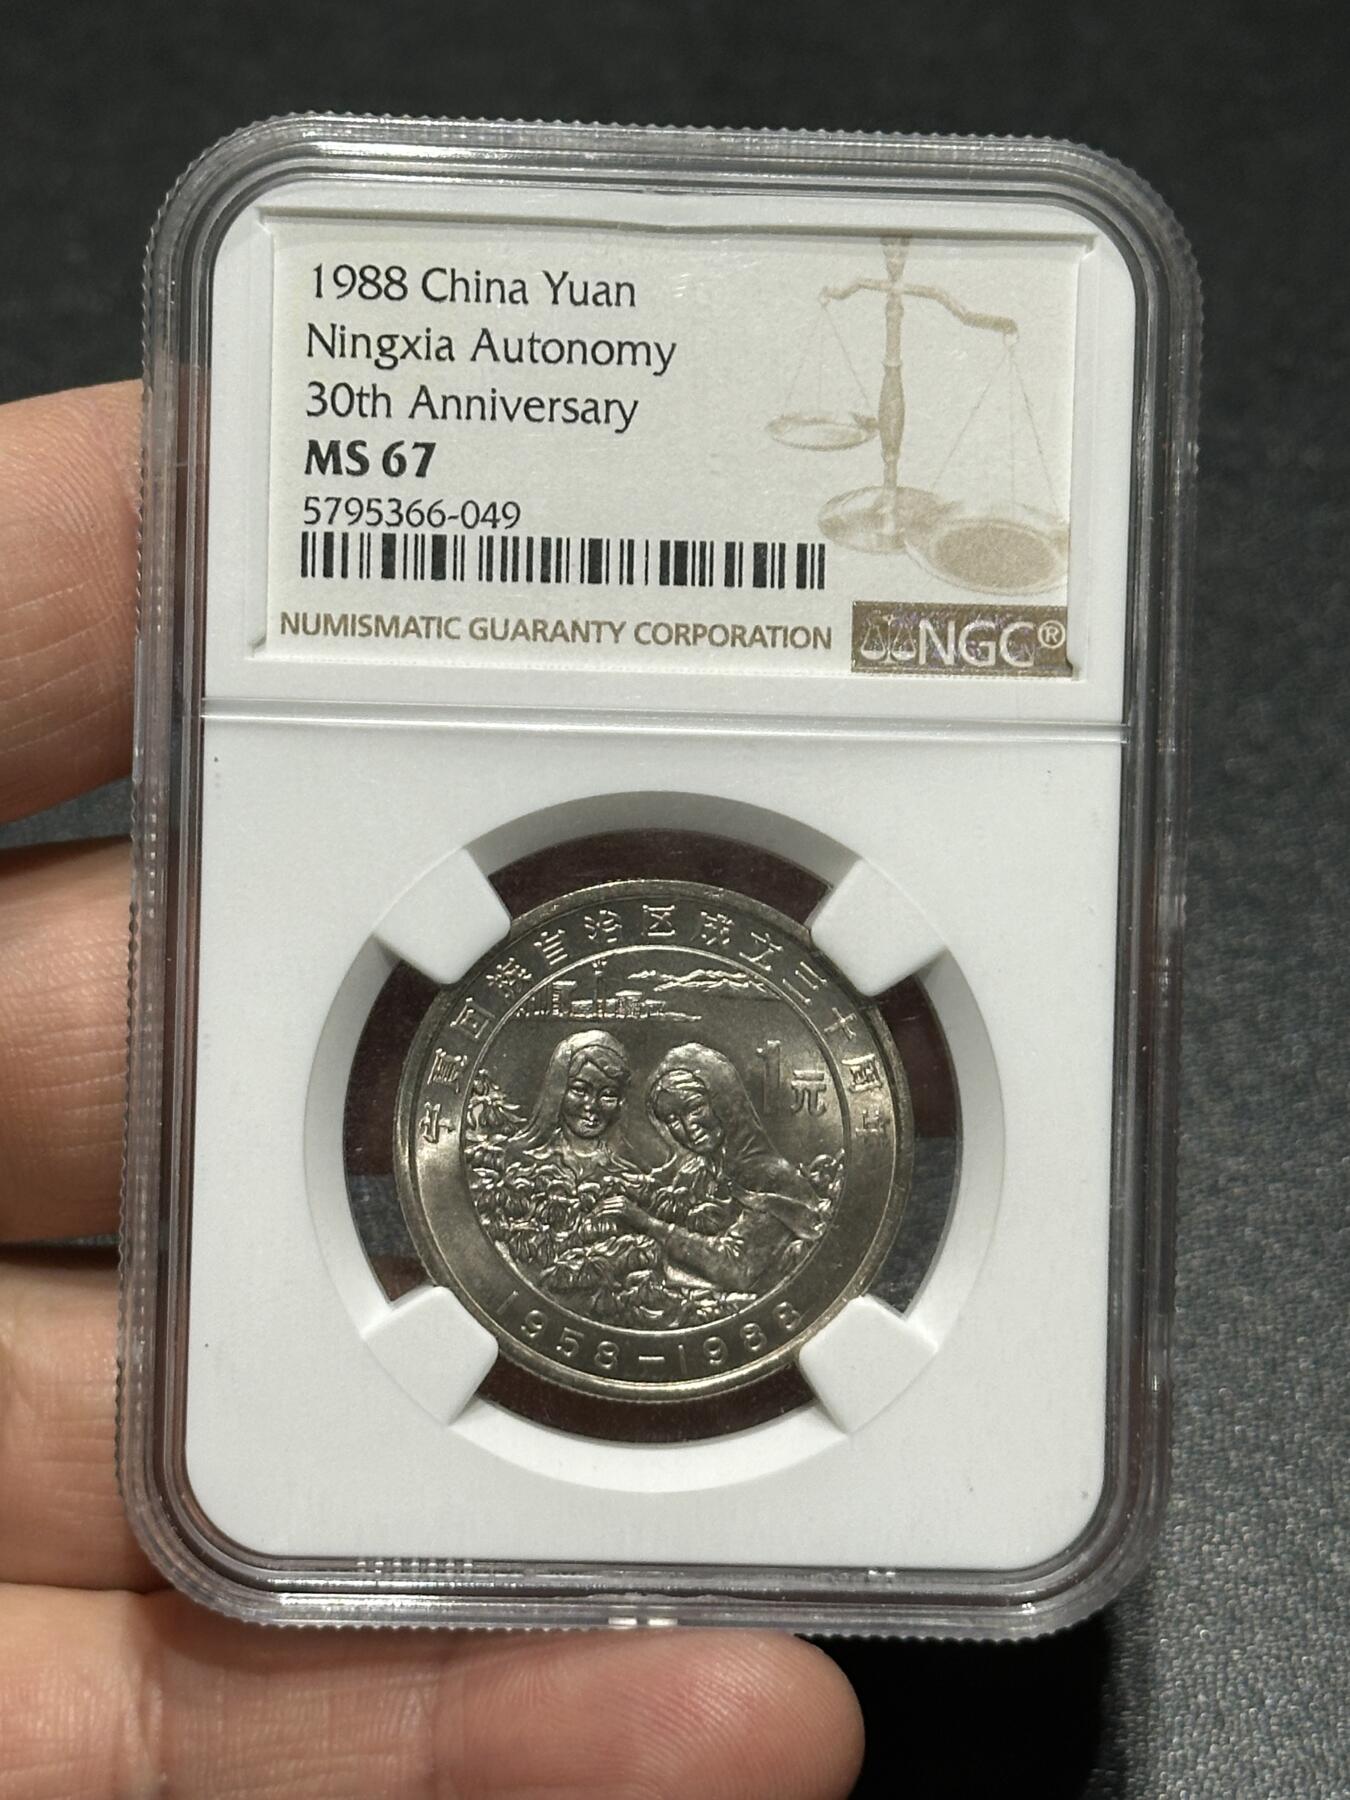 1988 China Yuan
Ningxia Autonomy
30th Anniversary
MS 67
5795366-049
NUMISMATIC GUARANTY CORPORATION
NGC®
宁夏回族自治区成立三十周年
1元
1958-1988